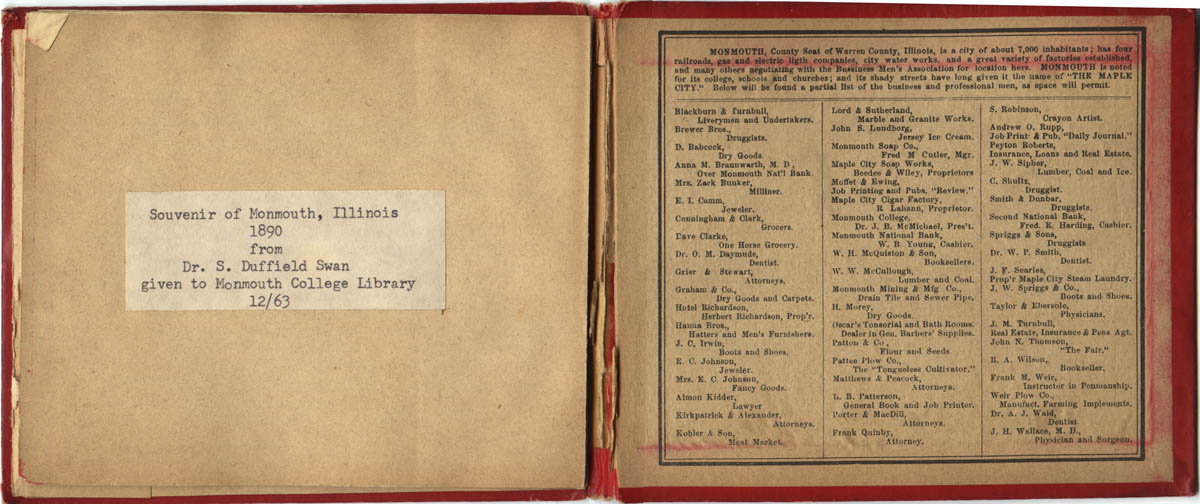 Souvenir of Monmouth, Illinois
1890
from
Dr. S. Duffield Swan
given to Monmouth College Library
12/63
MONMOUTH, County Seat of Warren County, Illinois, is a city of about 7,000 inhabitants; has four
railroads, gas and electric ligth companies, city water works, and a great variety of factories established,
and many others negotiating with the Bussiness Men's Association for location here. MONMOUTH is noted
for its college, schools and churches; and its shady streets have long given it the name of "THE MAPLE
CITY." Below will be found a partial list of the business and professional men, as space will permit.
Blackburn & Turnbull,
Liverymen and Undertakers.
Brewer Bros.,
Druggists.
D. Babcock,
Dry Goods.
Anna M. Braunwarth, M. D,
Over Monmouth Nat'l Bank.
Mrs. Zack Bunker,
Milliner.
E. I. Camm,
Jeweler.
Cunningham & Clark,
Grocers.
Dave Clarke,
One Horse Grocery.
Dr. O. M. Daymude,
Dentist.
Grier & Stewart,
Attorneys.
Graham & Co.,
Dry Goods and Carpets.
Hotel Richardson,
Herbert Richardson, Prop'r.
Hanna Bros.,
Hatters and Men's Furnishers.
J. C. Irwin,
Boots and Shoes.
E. C. Johnson,
Jeweler.
Mrs. E. C. Johnson,
Fancy Goods.
Almon Kidder,
Lawyer
Kirkpatrick & Alexander,
Attorneys.
Kobler & Son,
Meat Market.
Lord & Sutherland,
Marble and Granite Works.
John S. Lundborg,
Jersey Ice Cream.
Monmouth Soap Co.,
Fred M Cutler, Mgr.
Maple City Soap Works,
Beedee & Wiley, Proprietors
Moffet & Ewing,
Job Printing and Pubs. "Review."
Maple City Cigar Factory,
R Lahann, Proprietor.
Monmouth College,
Dr. J. B. McMichael, Pres't.
Monmouth National Bank,
W. B. Young, Cashier.
W. H. McQuiston & Son,
Booksellers.
W. W. McCullough,
Lumber and Coal.
Monmouth Mining & Mfg Co.,
Drain Tile and Sewer Pipe.
H. Morey,
Dry Goods.
Oscar's Tonsorial and Bath Rooms.
Dealer in Gen. Barbers' Supplies.
Patton & Co,
Flour and Seeds
Pattee Plow Co.,
The "Tongueless Cultivator."
Matthews & Peacock,
Attorneys.
L. B. Patterson,
General Book and Job Printer.
Porter & MacDill,
Attorneys.
Frank Quinby,
Attorney.
S. Robinson,
Crayon Artist.
Andrew O. Rupp,
Job Print & Pub. "Daily Journal."
Peyton Roberts,
Insurance, Loans and Real Estate.
J. W. Sipher,
Lumber, Coal and Ice.
C. Shultz,
Druggist.
Smith & Dunbar,
Druggists.
Second National Bank,
Fred. E. Harding, Cashier.
Spriggs & Sons,
Druggists
Dr. W. P. Smith,
Dentist.
J. F. Searles,
Prop'r Maple City Steam Laundry.
J. W. Spriggs & Co.,
Boots and Shoes.
Taylor & Ebersole,
Physicians.
J. M. Turnbull,
Real Estate, Insurance & Pens Agt.
John N. Thomson,
"The Fair."
R. A. Wilson,
Bookseller.
Frank M. Weir,
Instructor in Penmanship.
Weir Plow Co.,
Manufact. Farming Implements.
Dr. A. J. Waid,
Dentist
J. H. Wallace, M. D.,
Physician and Surgeon.